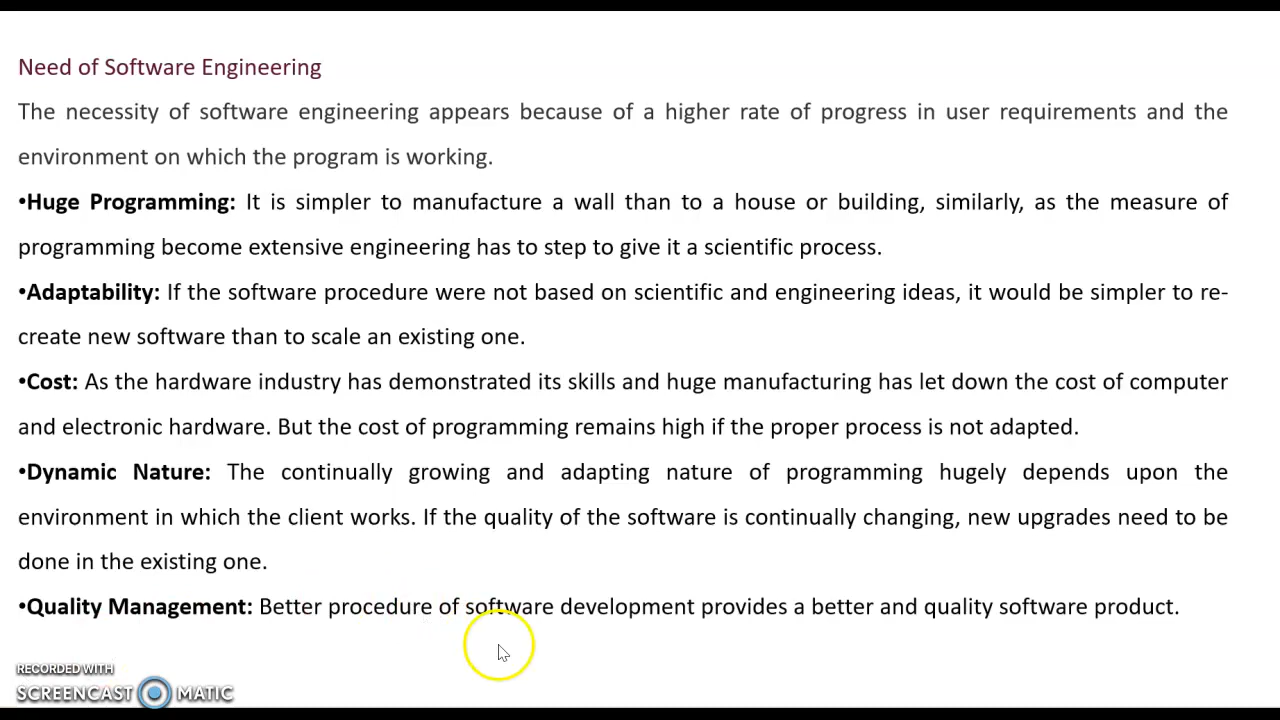 Need of Software Engineering
The necessity of software engineering appears because of a higher rate of progress in user requirements and the
environment on which the program is working.
•Huge Programming: It is simpler to manufacture a wall than to a house or building, similarly, as the measure of
programming become extensive engineering has to step to give it a scientific process.
•Adaptability: If the software procedure were not based on scientific and engineering ideas, it would be simpler to re-
create new software than to scale an existing one.
•Cost: As the hardware industry has demonstrated its skills and huge manufacturing has let down the cost of computer
and electronic hardware. But the cost of programming remains high if the proper process is not adapted.
•Dynamic Nature: The continually growing and adapting nature of programming hugely depends upon the
environment in which the client works. If the quality of the software is continually changing, new upgrades need to be
done in the existing one.
•Quality Management: Better procedure of software development provides a better and quality software product.
RECORDED WITH
SCREENCAST MATIC